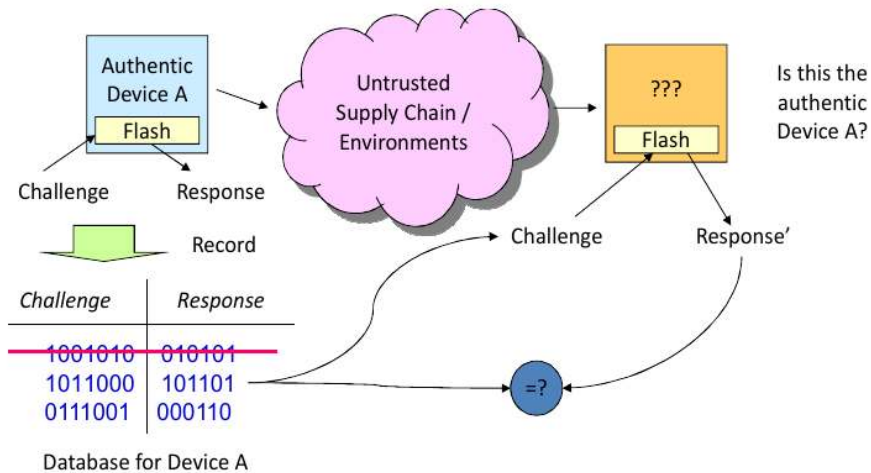 Authentic
Device A
Flash
Challenge
Response
Record
Untrusted
Supply Chain /
Environments
???
Flash
Is this the
authentic
Device A?
Challenge
Response’
Challenge Response
1001010 010101
1011000 101101
0111001 000110
=?
Database for Device A